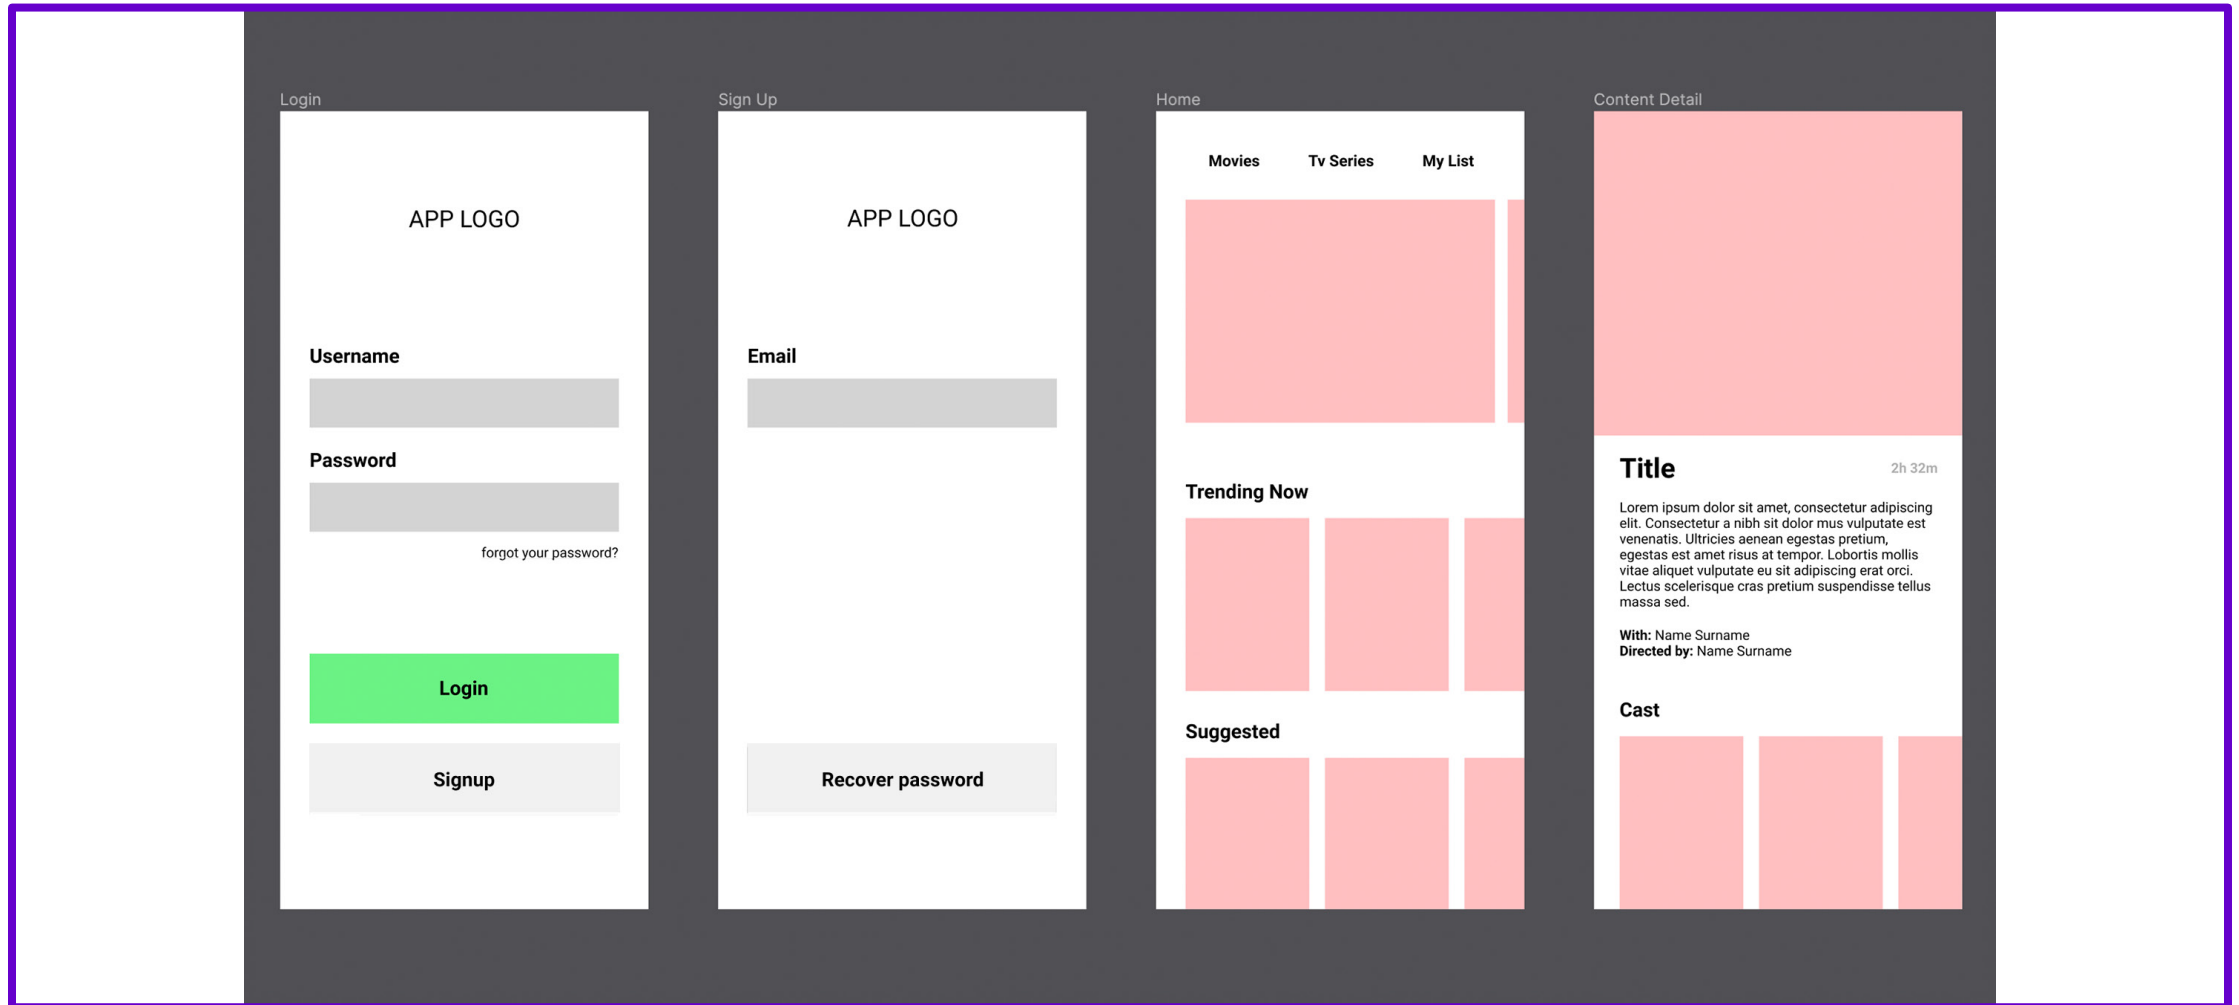 Login
APP LOGO
Username
Password
forgot your password?
Login
Signup
Sign Up
APP LOGO
Email
Recover password
Home
Movies Tv Series My List
Trending Now
Suggested
Content Detail
Title 2h 32m
Lorem ipsum dolor sit amet, consectetur adipiscing
elit. Consectetur a nibh sit dolor mus vulputate est
venenatis. Ultricies aenean egestas pretium,
egestas est amet risus at tempor. Lobortis mollis
vitae aliquet vulputate eu sit adipiscing erat orci.
Lectus scelerisque cras pretium suspendisse tellus
massa sed.
With: Name Surname
Directed by: Name Surname
Cast